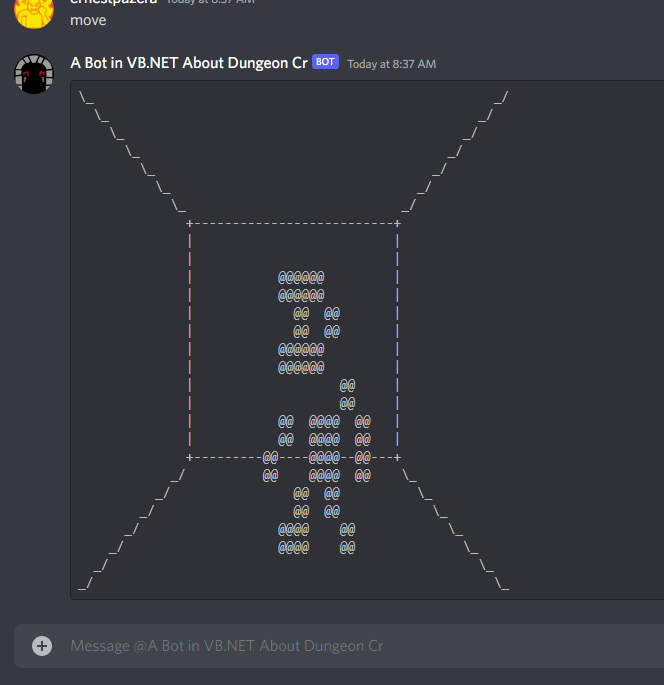 ernestpazera Today at 8:37 AM
move
A Bot in VB.NET About Dungeon Cr BOT Today at 8:37 AM
\_                                                    _/
  \_                                                _/
    \_                                            _/
      \_                                        _/
        \_                                    _/
          \_                                _/
            \_                            _/
              +--------------------------+
              |                          |
              |                          |
              |           @@@@@@         |
              |           @@@@@@         |
              |             @@  @@       |
              |             @@  @@       |
              |           @@@@@@         |
              |           @@@@@@         |
              |                   @@     |
              |                   @@     |
              |           @@  @@@@  @@   |
              |           @@  @@@@  @@   |
              +---------@@----@@@@--@@---+
            _/          @@    @@@@  @@    \_
          _/                @@  @@          \_
        _/                  @@  @@            \_
      _/                  @@@@    @@            \_
    _/                    @@@@    @@              \_
  _/                                                \_
_/                                                    \_
Message @A Bot in VB.NET About Dungeon Cr